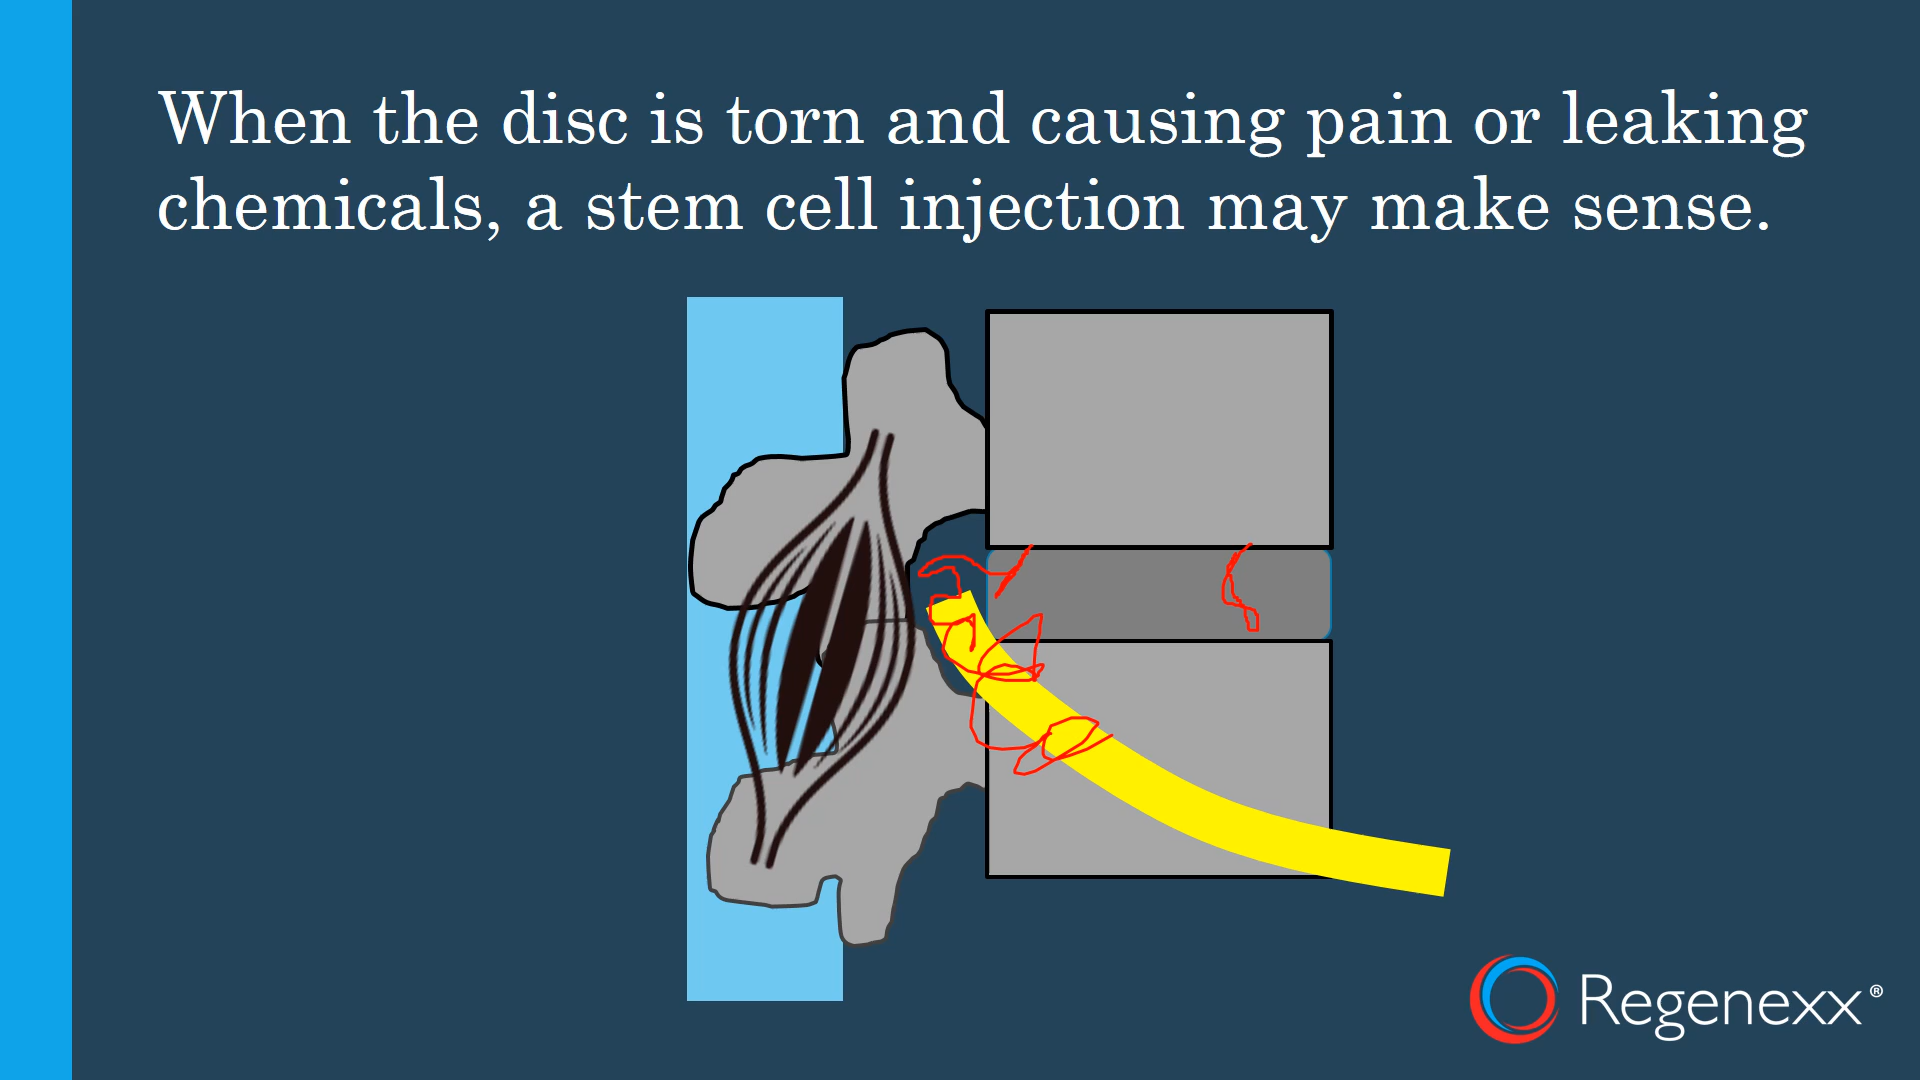 When the disc is torn and causing pain or leaking
chemicals, a stem cell injection may make sense.
Regenexx®